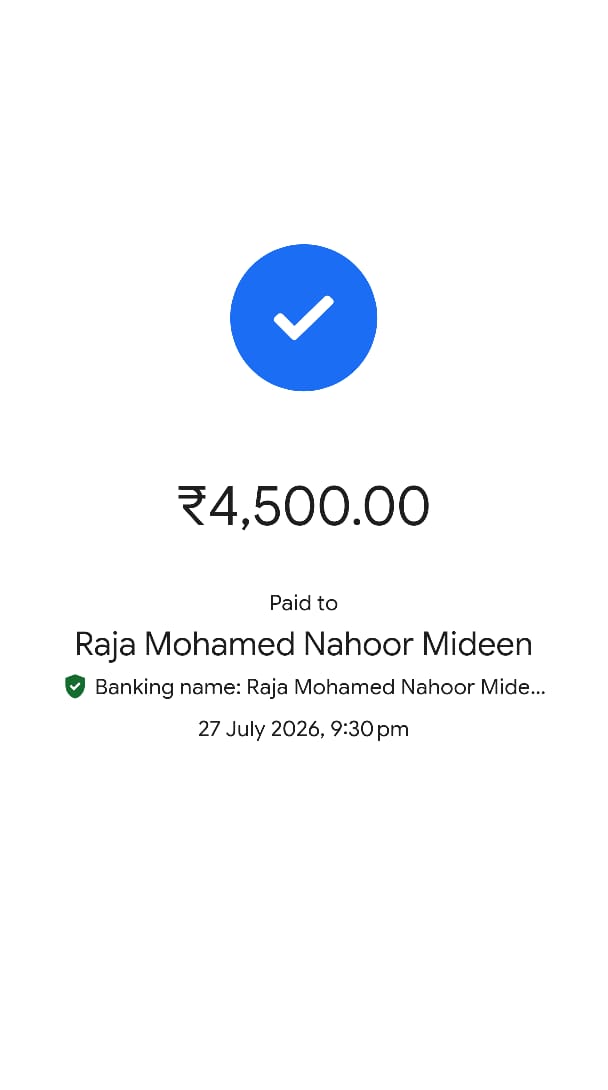 ₹4,500.00
Paid to
Raja Mohamed Nahoor Mideen
Banking name: Raja Mohamed Nahoor Mide...
27 July 2026, 9:30 pm